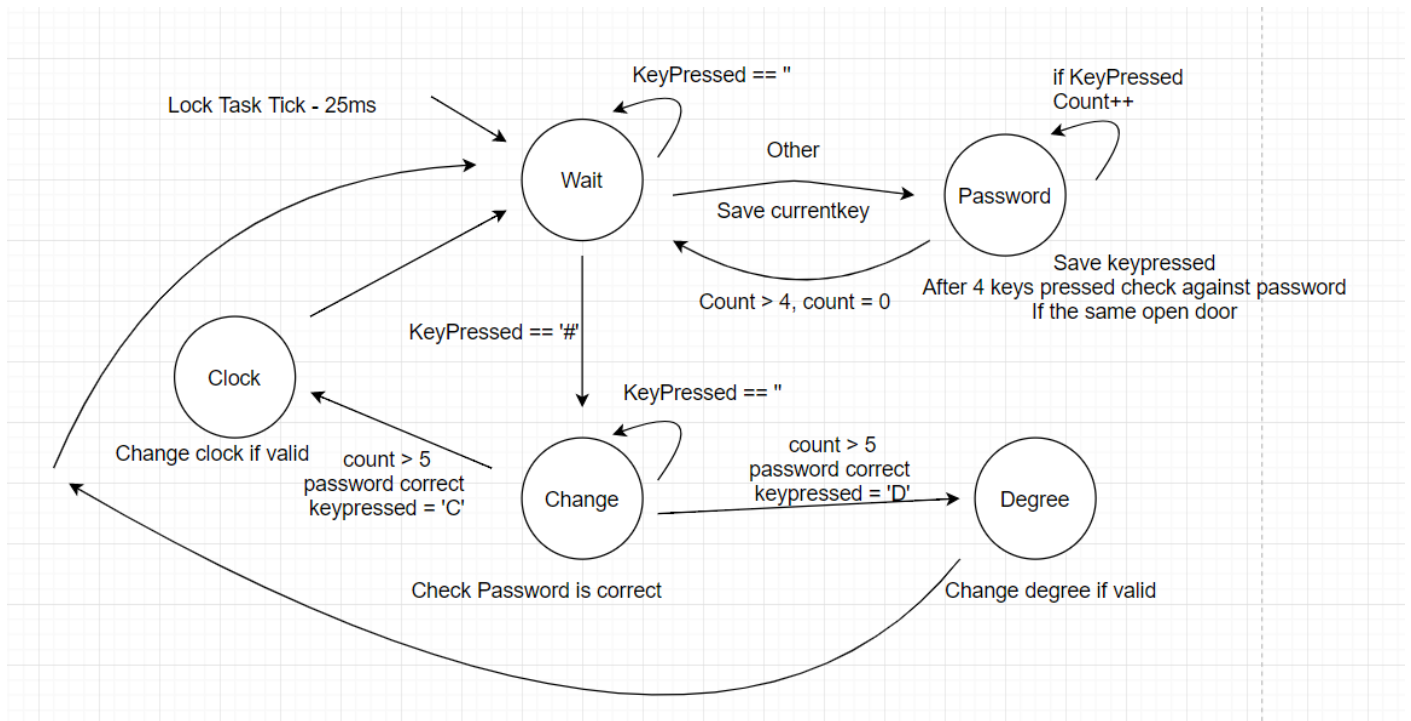 KeyPressed == "
if KeyPressed
Count++
Lock Task Tick - 25ms
Other
Wait
Password
Save currentkey
Save keypressed
After 4 keys pressed check against password
If the same open door
Count > 4, count = 0
KeyPressed == '#'
Clock
KeyPressed == "
Change clock if valid
count > 5
password correct
keypressed = 'C'
count > 5
password correct
keypressed = 'D'
Change
Degree
Check Password is correct
Change degree if valid